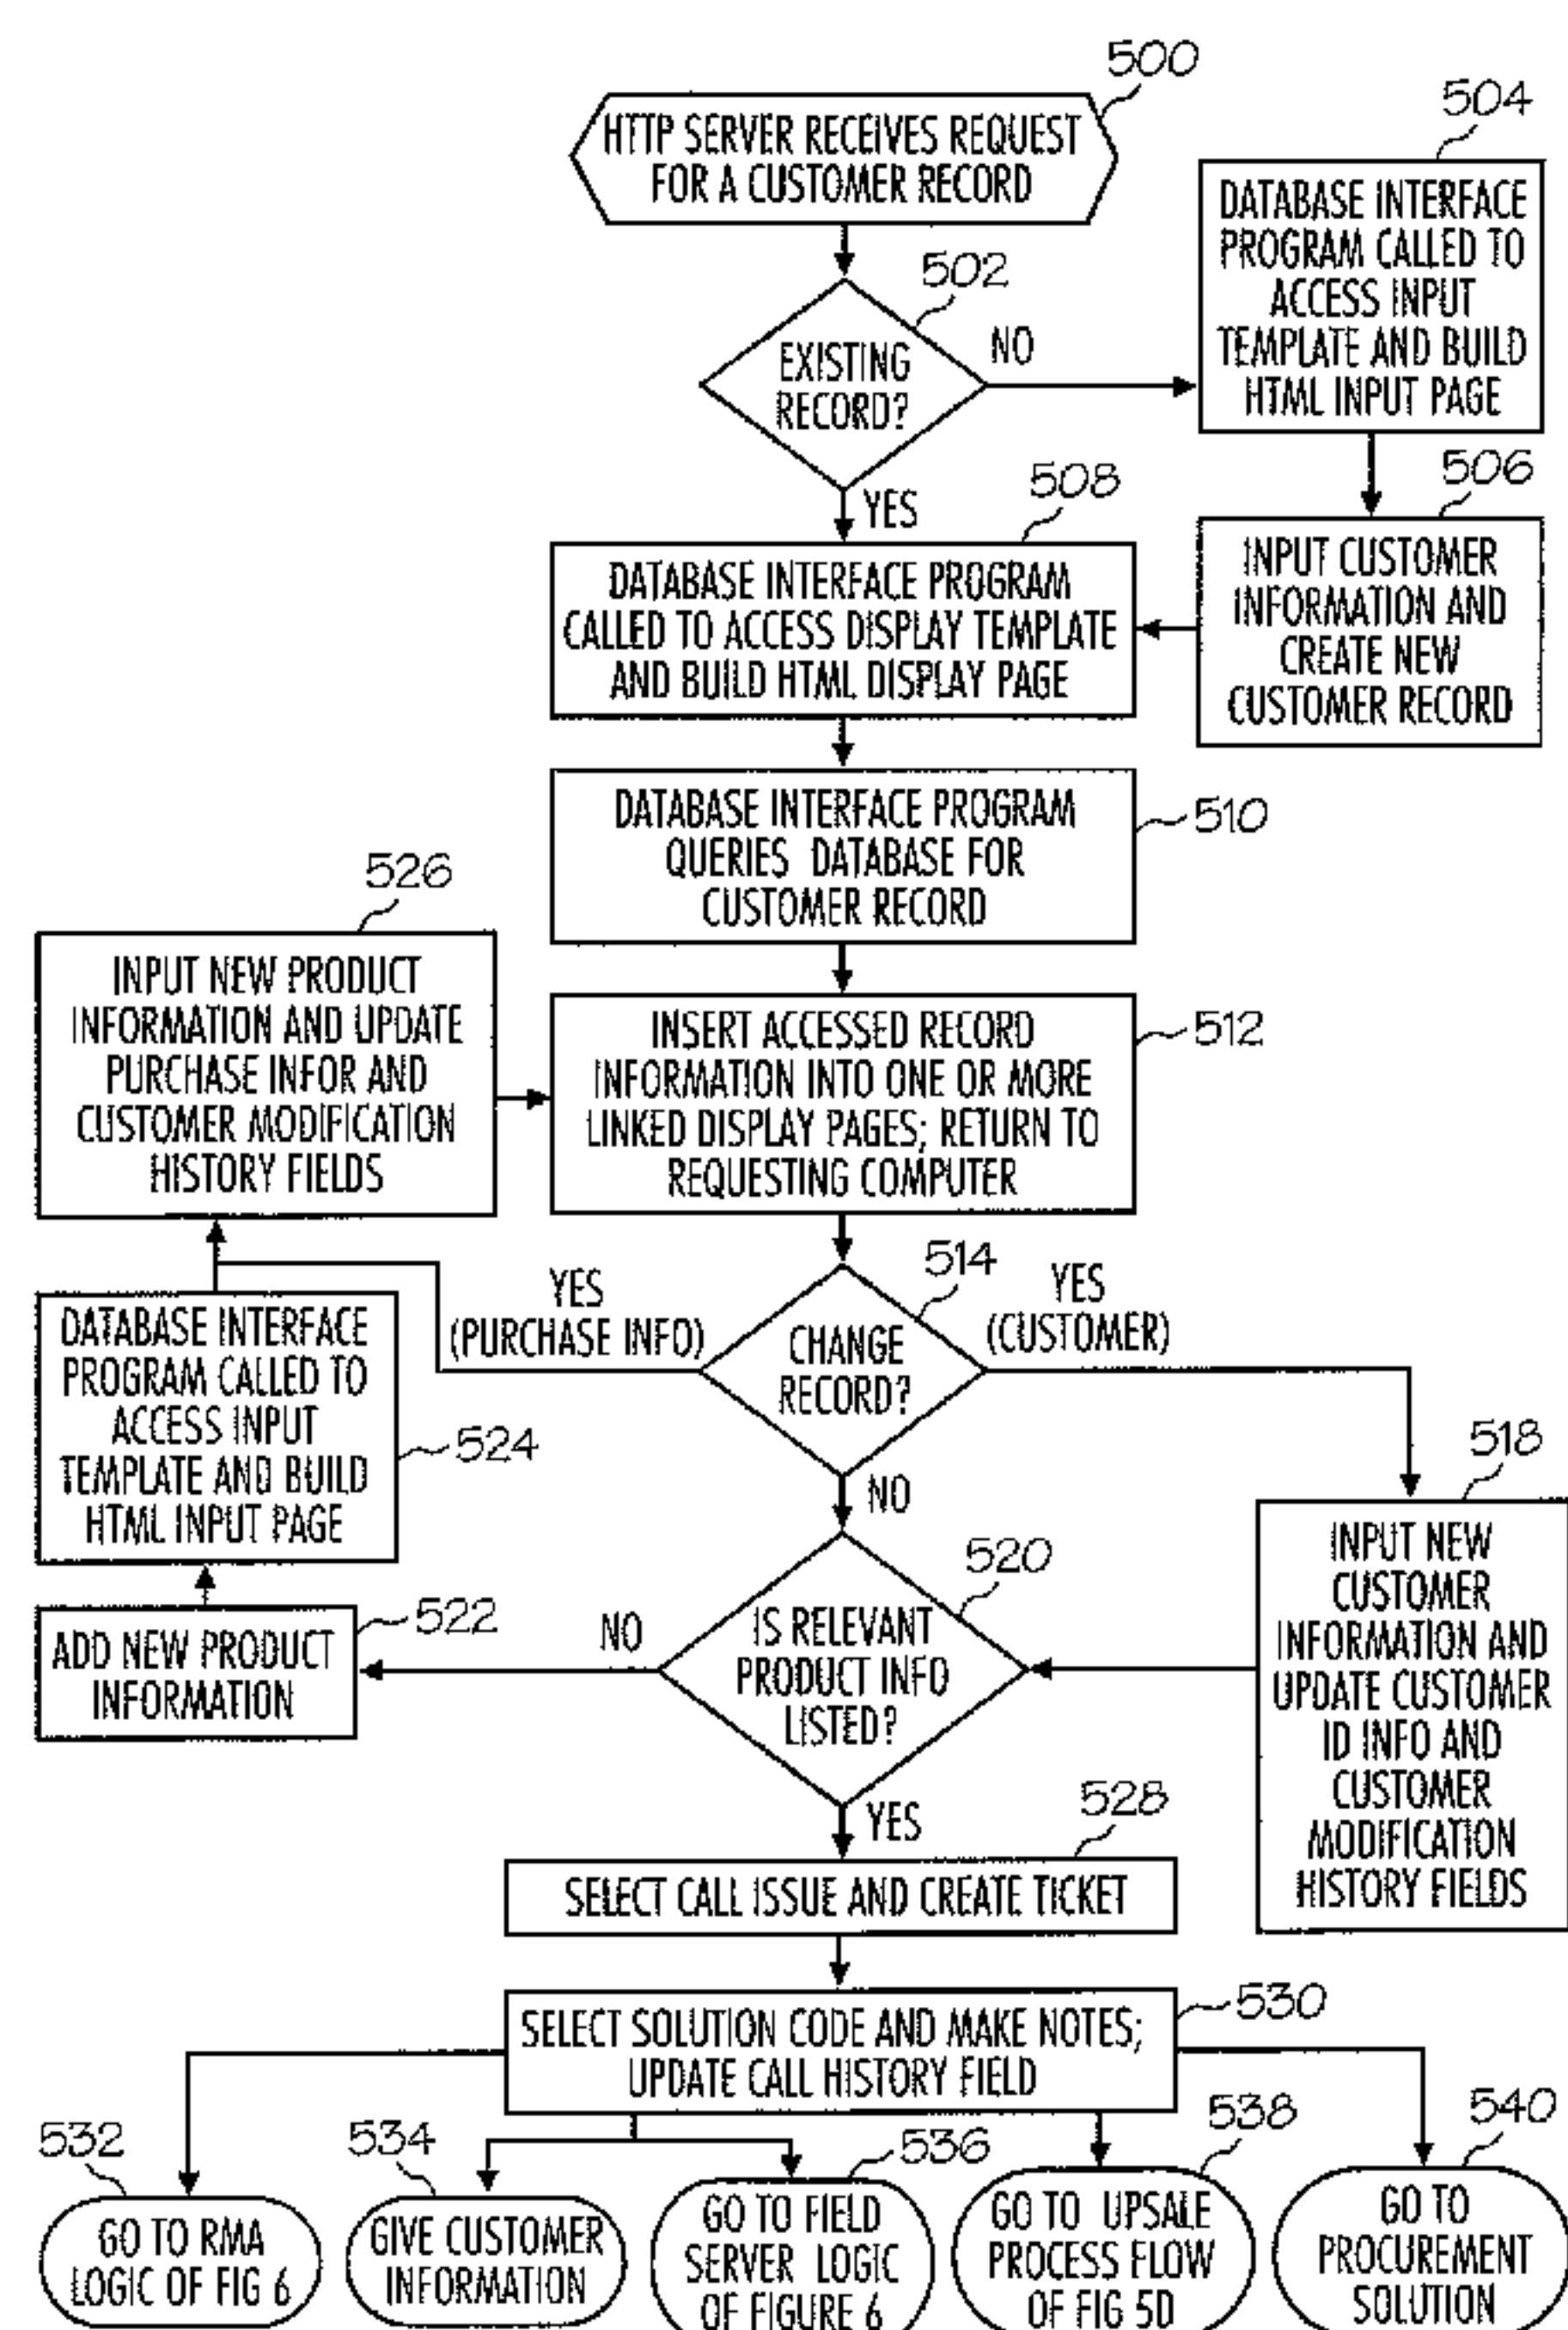 500
HTTP SERVER RECEIVES REQUEST
FOR A CUSTOMER RECORD
504
DATABASE INTERFACE
PROGRAM CALLED TO
ACCESS INPUT
TEMPLATE AND BUILD
HTML INPUT PAGE
502
EXISTING
RECORD?
NO
YES
506
INPUT CUSTOMER
INFORMATION AND
CREATE NEW
CUSTOMER RECORD
508
DATABASE INTERFACE PROGRAM
CALLED TO ACCESS DISPLAY TEMPLATE
AND BUILD HTML DISPLAY PAGE
510
DATABASE INTERFACE PROGRAM
QUERIES DATABASE FOR
CUSTOMER RECORD
526
INPUT NEW PRODUCT
INFORMATION AND UPDATE
PURCHASE INFOR AND
CUSTOMER MODIFICATION
HISTORY FIELDS
512
INSERT ACCESSED RECORD
INFORMATION INTO ONE OR MORE
LINKED DISPLAY PAGES; RETURN TO
REQUESTING COMPUTER
514
CHANGE
RECORD?
YES
(PURCHASE INFO)
YES
(CUSTOMER)
NO
524
DATABASE INTERFACE
PROGRAM CALLED TO
ACCESS INPUT
TEMPLATE AND BUILD
HTML INPUT PAGE
518
INPUT NEW
CUSTOMER
INFORMATION AND
UPDATE CUSTOMER
ID INFO AND
CUSTOMER
MODIFICATION
HISTORY FIELDS
520
IS RELEVANT
PRODUCT INFO
LISTED?
NO
YES
522
ADD NEW PRODUCT
INFORMATION
528
SELECT CALL ISSUE AND CREATE TICKET
530
SELECT SOLUTION CODE AND MAKE NOTES;
UPDATE CALL HISTORY FIELD
532
GO TO RMA
LOGIC OF FIG 6
534
GIVE CUSTOMER
INFORMATION
536
GO TO FIELD
SERVER LOGIC
OF FIGURE 6
538
GO TO UPSALE
PROCESS FLOW
OF FIG 5D
540
GO TO
PROCUREMENT
SOLUTION